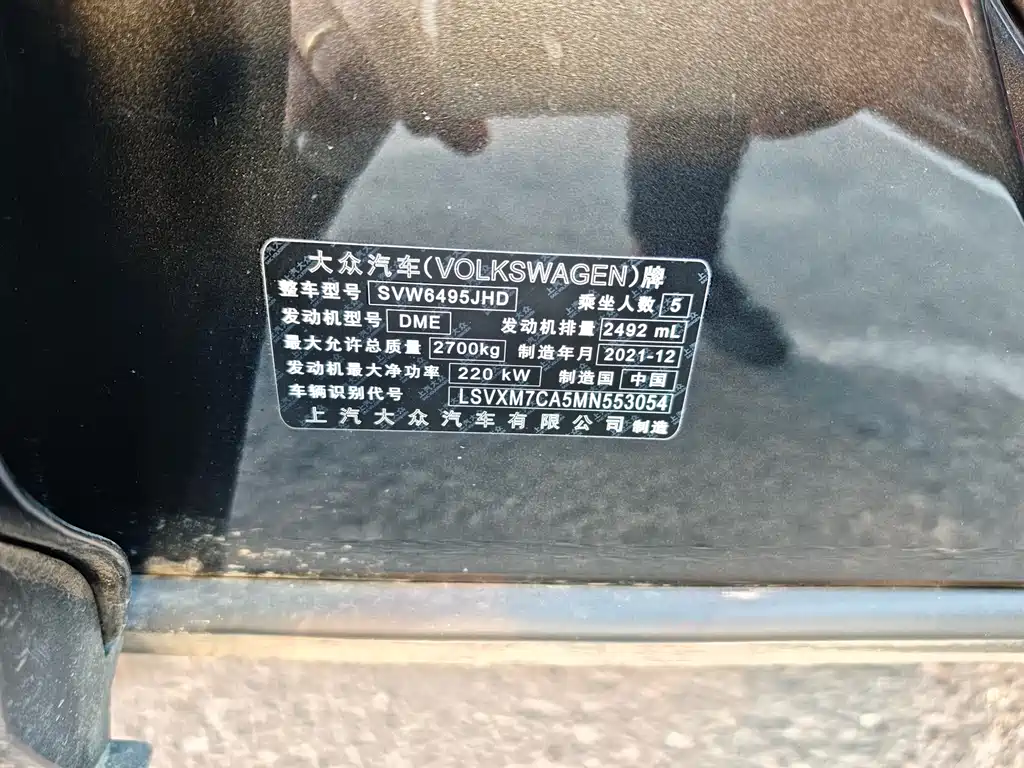 大众汽车(VOLKSWAGEN)牌
整车型号 SVW6495JHD 乘坐人数 5
发动机型号 DME 发动机排量 2492 mL
最大允许总质量 2700kg 制造年月 2021-12
发动机最大净功率 220 kW 制造国 中国
车辆识别代号 LSVXM7CA5MN553054
上汽大众汽车有限公司 制造